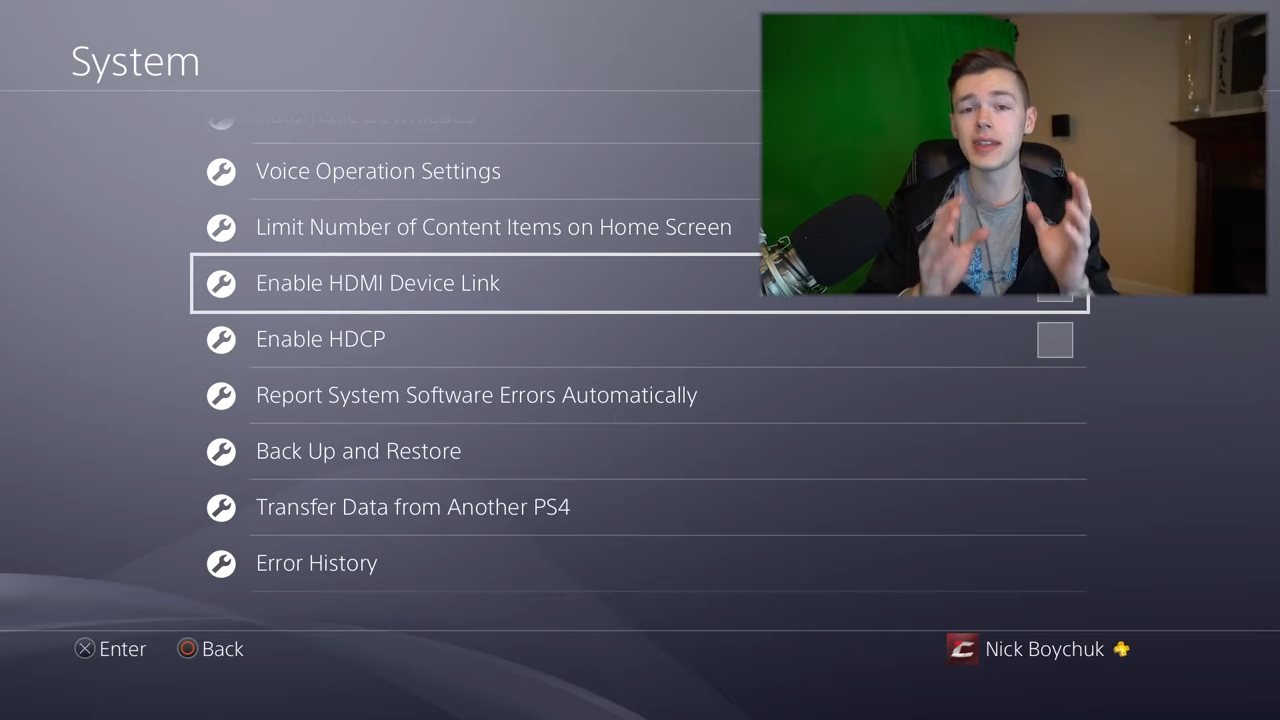 System
Voice Operation Settings
Limit Number of Content Items on Home Screen
Enable HDMI Device Link
Enable HDCP
Report System Software Errors Automatically
Back Up and Restore
Transfer Data from Another PS4
Error History
Enter
Back
Nick Boychuk